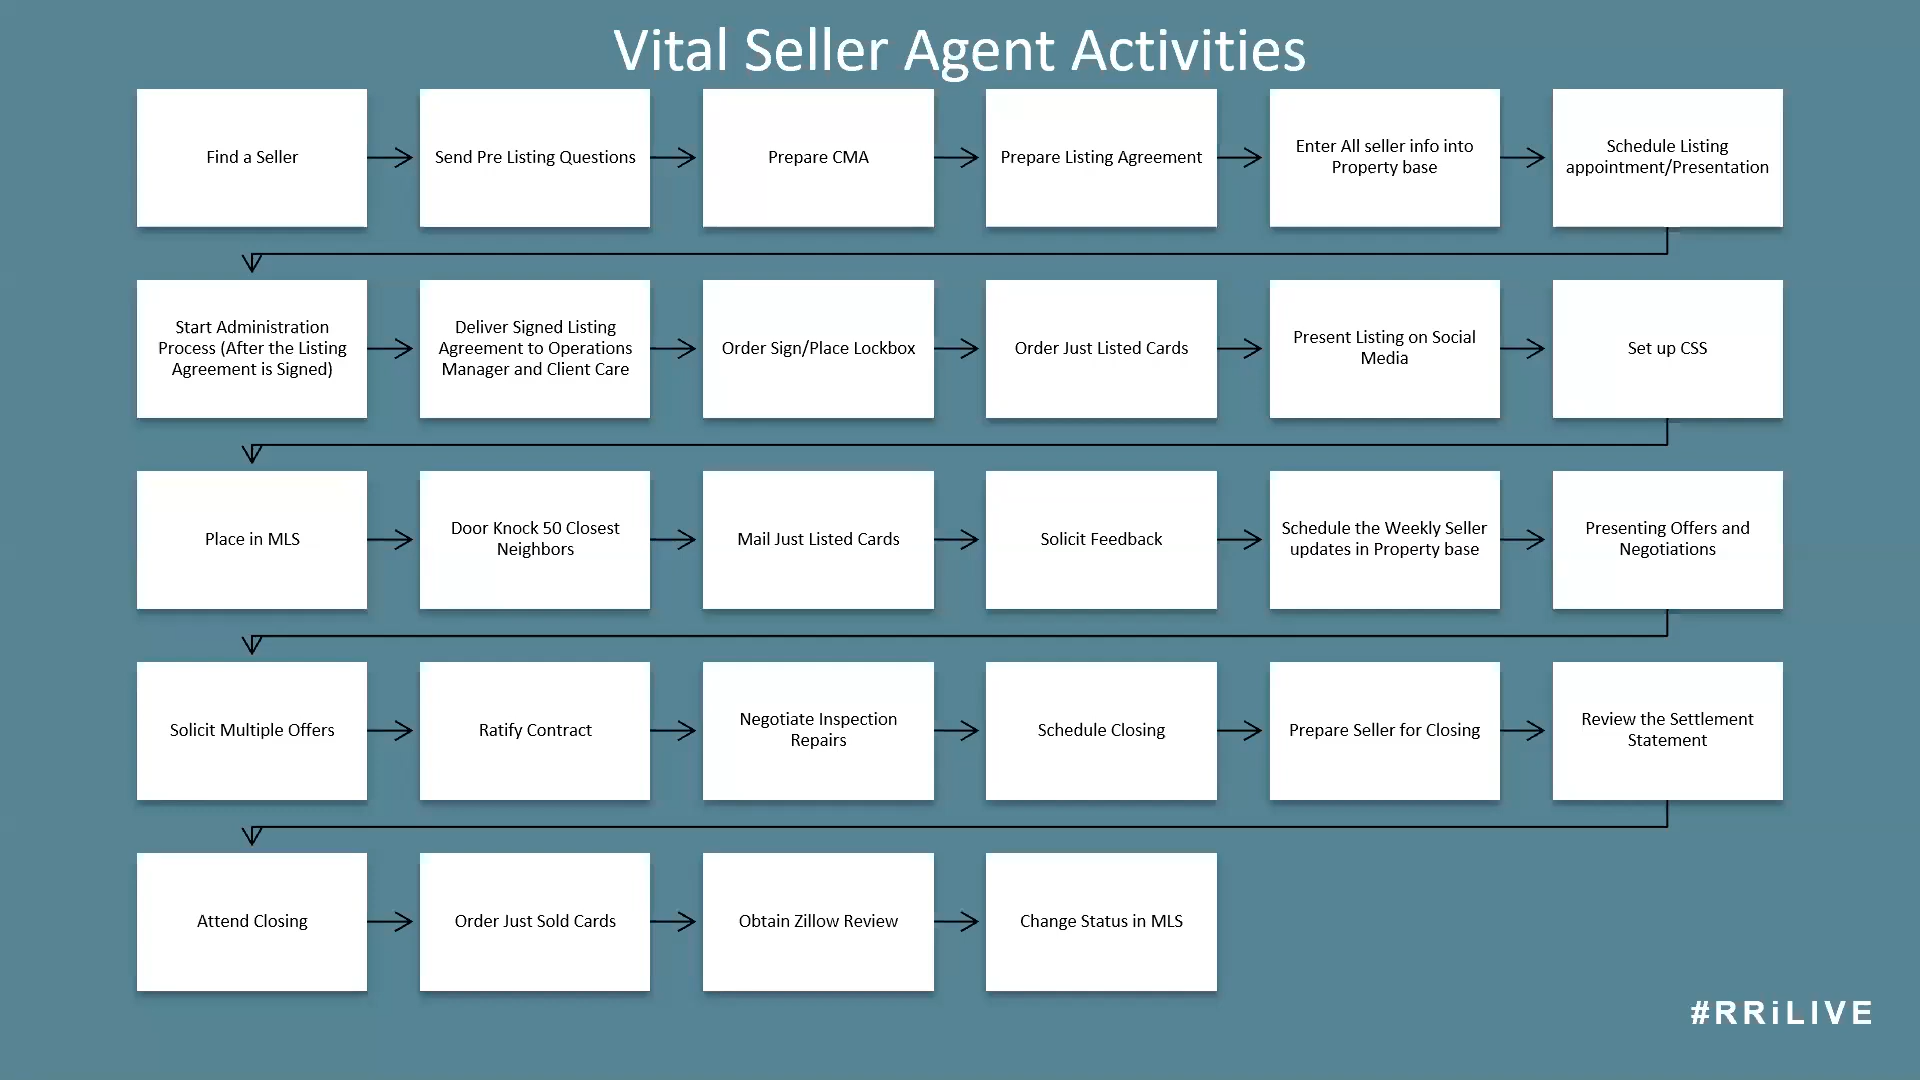 Vital Seller Agent Activities
Find a Seller
Send Pre Listing Questions
Prepare CMA
Prepare Listing Agreement
Enter All seller info into
Property base
Schedule Listing
appointment/Presentation
Start Administration
Process (After the Listing
Agreement is Signed)
Deliver Signed Listing
Agreement to Operations
Manager and Client Care
Order Sign/Place Lockbox
Order Just Listed Cards
Present Listing on Social
Media
Set up CSS
Place in MLS
Door Knock 50 Closest
Neighbors
Mail Just Listed Cards
Solicit Feedback
Schedule the Weekly Seller
updates in Property base
Presenting Offers and
Negotiations
Solicit Multiple Offers
Ratify Contract
Negotiate Inspection
Repairs
Schedule Closing
Prepare Seller for Closing
Review the Settlement
Statement
Attend Closing
Order Just Sold Cards
Obtain Zillow Review
Change Status in MLS
#RRiLIVE